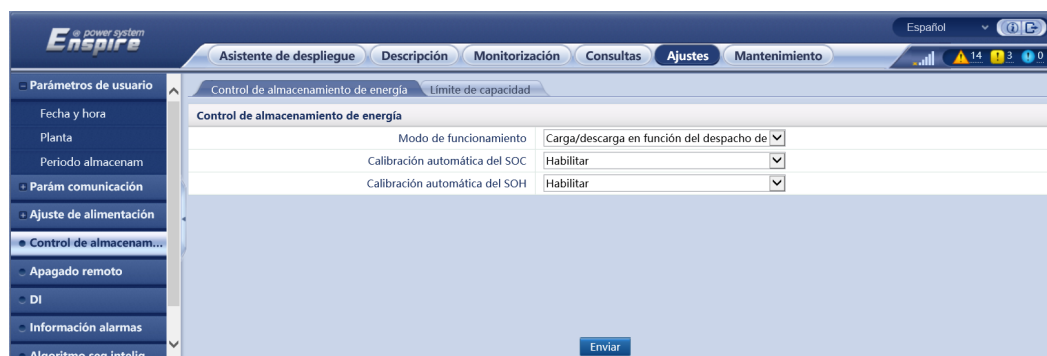 e power system
Enspire
Español
Asistente de despliegue
Descripción
Monitorización
Consultas
Ajustes
Mantenimiento
14
3
0
Parámetros de usuario
Fecha y hora
Planta
Periodo almacenam
Parám comunicación
Ajuste de alimentación
Control de almacenam...
Apagado remoto
DI
Información alarmas
Algoritmo seg intelig
Control de almacenamiento de energía
Límite de capacidad
Control de almacenamiento de energía
Modo de funcionamiento
Carga/descarga en función del despacho de
Calibración automática del SOC
Habilitar
Calibración automática del SOH
Habilitar
Enviar